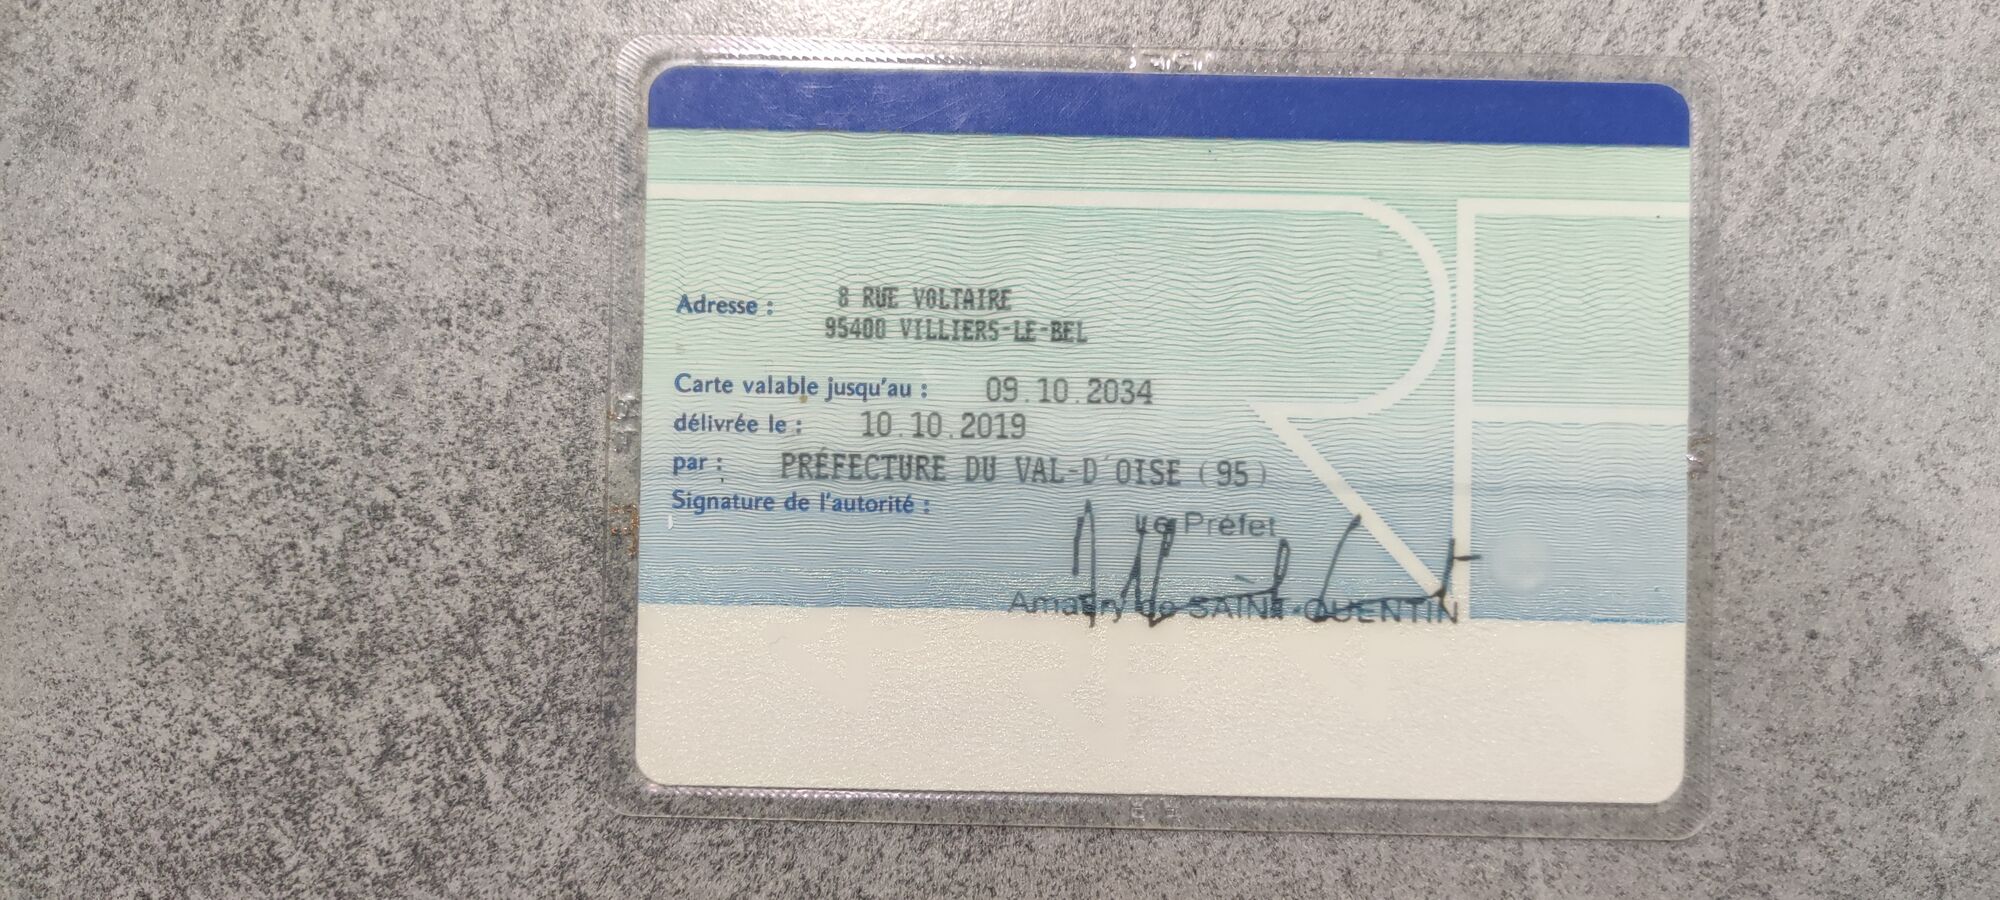 Adresse : 8 RUE VOLTAIRE
95400 VILLIERS-LE-BEL
Carte valable jusqu'au : 09.10.2034
délivrée le : 10.10.2019
par : PRÉFECTURE DU VAL-D'OISE (95)
Signature de l'autorité :
Le Préfet
Amaury de SAINT-QUENTIN
RF